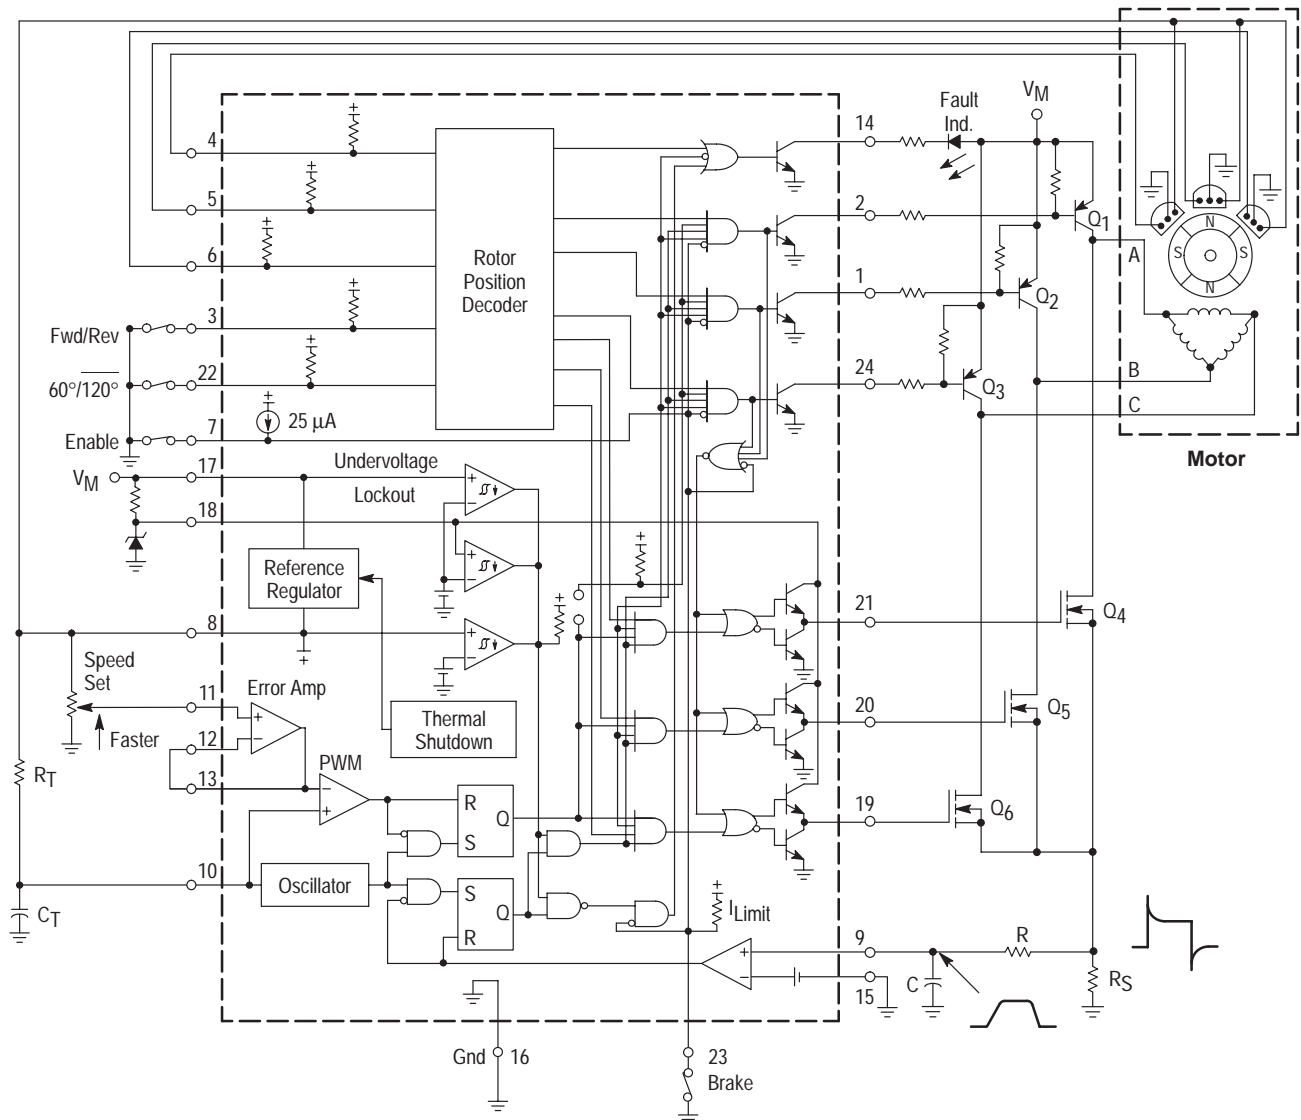 V_M
Fault
Ind.
14
4
5
2
Q1
N
S
S
N
A
6
Rotor
Position
Decoder
1
Q2
3
Fwd/Rev
22
60°/120°
24
Q3
B
C
25 μA
7
Enable
Motor
V_M
17
Undervoltage
Lockout
18
Reference
Regulator
21
Q4
8
Speed
Set
11
Error Amp
Thermal
Shutdown
20
Q5
Faster
12
13
R_T
PWM
R
Q
S
19
Q6
10
Oscillator
S
Q
R
C_T
I_Limit
9
R
C
R_S
15
Gnd
16
23
Brake